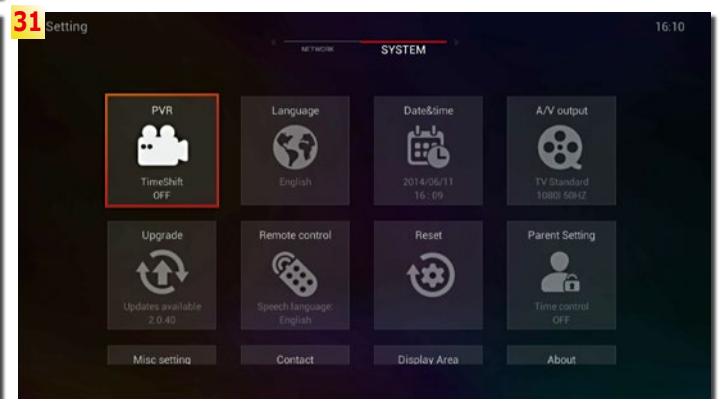 31
Setting
16:10
NETWORK
SYSTEM
PVR
Language
Date&time
A/V output
TimeShift
OFF
English
2014/06/11
16 : 09
TV Standard
1080I 50HZ
Upgrade
Remote control
Reset
Parent Setting
Updates available
2.0.40
Speech language:
English
Time control
OFF
Misc setting
Contact
Display Area
About